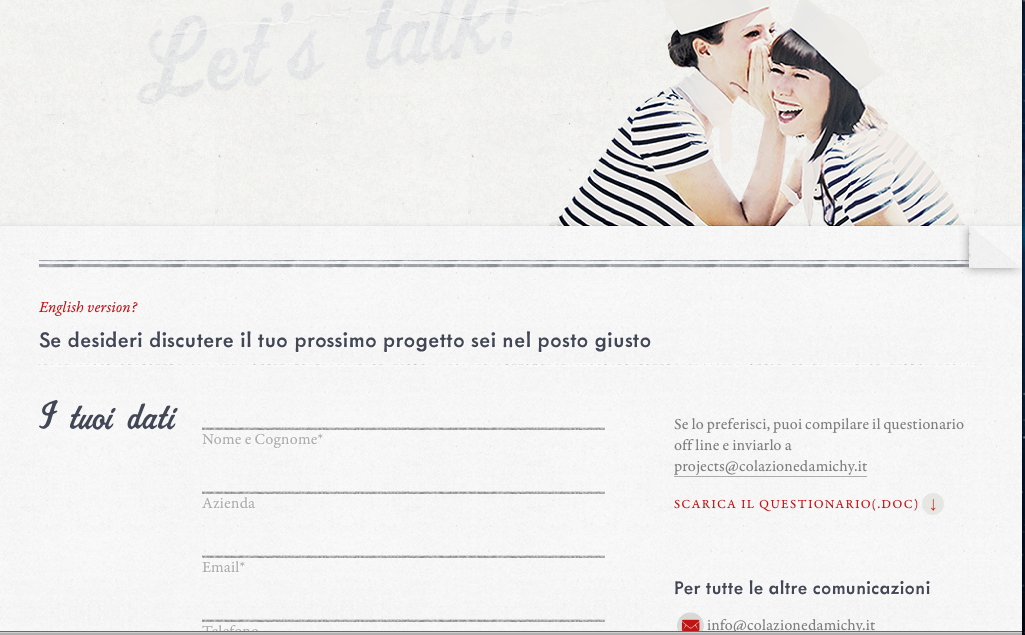 Let's talk!
English version?
Se desideri discutere il tuo prossimo progetto sei nel posto giusto
I tuoi dati
Nome e Cognome*
Azienda
Email*
Telefono
Se lo preferisci, puoi compilare il questionario
off line e inviarlo a
projects@colazionedamichy.it
SCARICA IL QUESTIONARIO(.DOC) ↓
Per tutte le altre comunicazioni
info@colazionedamichy.it